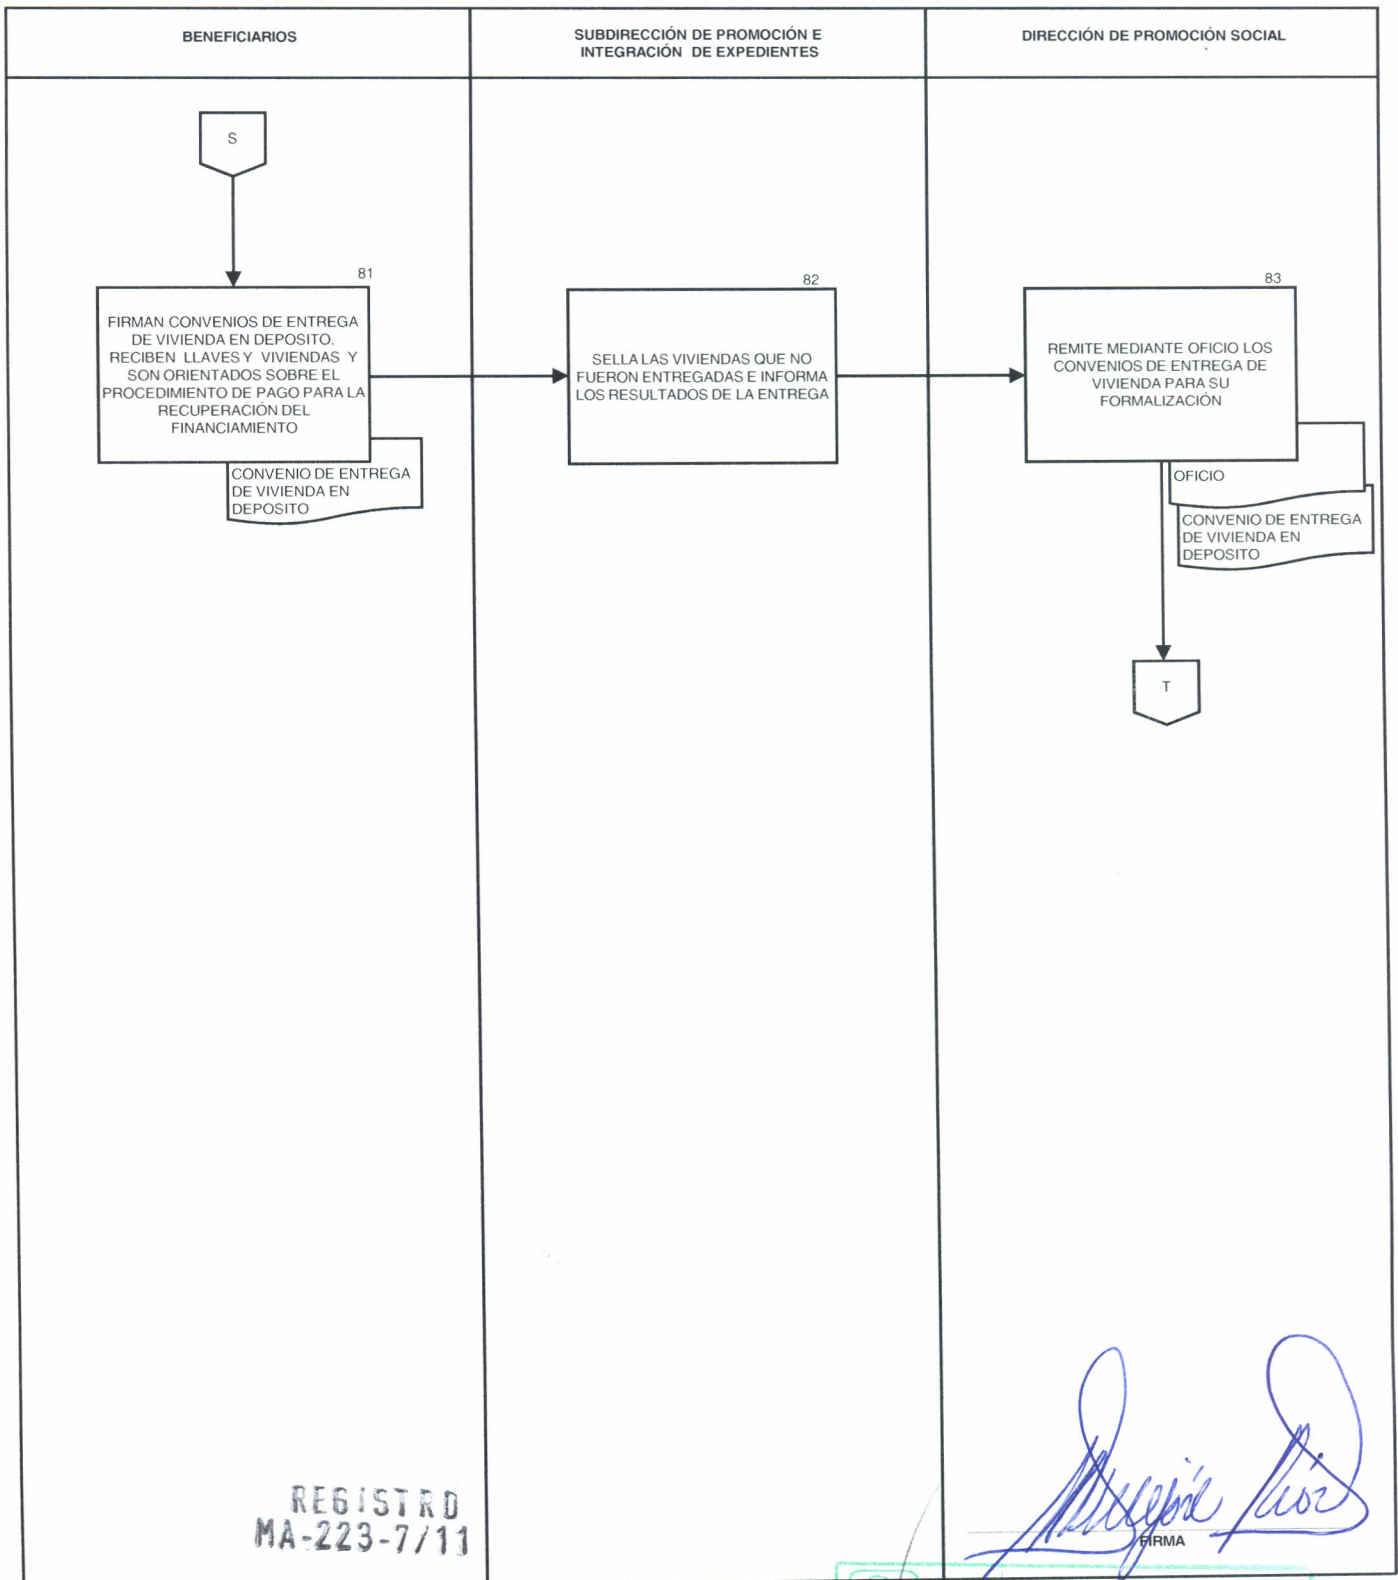 BENEFICIARIOS
SUBDIRECCIÓN DE PROMOCIÓN E
INTEGRACIÓN DE EXPEDIENTES
DIRECCIÓN DE PROMOCIÓN SOCIAL
S
81
FIRMAN CONVENIOS DE ENTREGA
DE VIVIENDA EN DEPOSITO.
RECIBEN LLAVES Y VIVIENDAS Y
SON ORIENTADOS SOBRE EL
PROCEDIMIENTO DE PAGO PARA LA
RECUPERACIÓN DEL
FINANCIAMIENTO
CONVENIO DE ENTREGA
DE VIVIENDA EN
DEPOSITO
82
SELLA LAS VIVIENDAS QUE NO
FUERON ENTREGADAS E INFORMA
LOS RESULTADOS DE LA ENTREGA
83
REMITE MEDIANTE OFICIO LOS
CONVENIOS DE ENTREGA DE
VIVIENDA PARA SU
FORMALIZACIÓN
OFICIO
CONVENIO DE ENTREGA
DE VIVIENDA EN
DEPOSITO
T
REGISTRO
MA-223-7/11
FIRMA